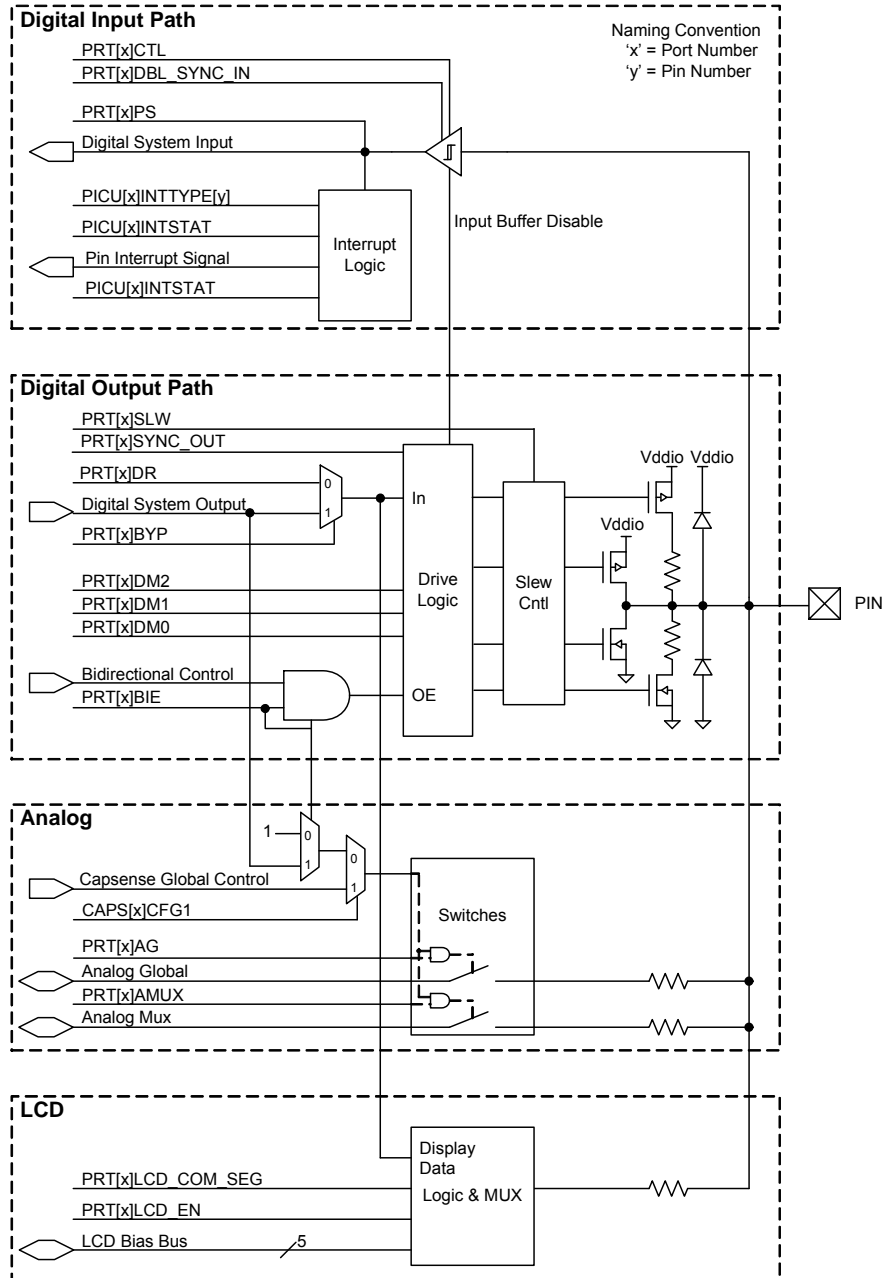 Digital Input Path
Naming Convention
'x' = Port Number
'y' = Pin Number
PRT[x]CTL
PRT[x]DBL_SYNC_IN
PRT[x]PS
Digital System Input
PICU[x]INTTYPE[y]
PICU[x]INTSTAT
Pin Interrupt Signal
PICU[x]INTSTAT
Interrupt
Logic
Input Buffer Disable
Digital Output Path
PRT[x]SLW
PRT[x]SYNC_OUT
PRT[x]DR
Digital System Output
PRT[x]BYP
0
1
PRT[x]DM2
PRT[x]DM1
PRT[x]DM0
Bidirectional Control
PRT[x]BIE
In
Drive
Logic
OE
Slew
Cntl
Vddio
Vddio
Vddio
PIN
Analog
1
0
1
0
1
Capsense Global Control
CAPS[x]CFG1
PRT[x]AG
Analog Global
PRT[x]AMUX
Analog Mux
Switches
LCD
PRT[x]LCD_COM_SEG
PRT[x]LCD_EN
LCD Bias Bus
5
Display
Data
Logic & MUX